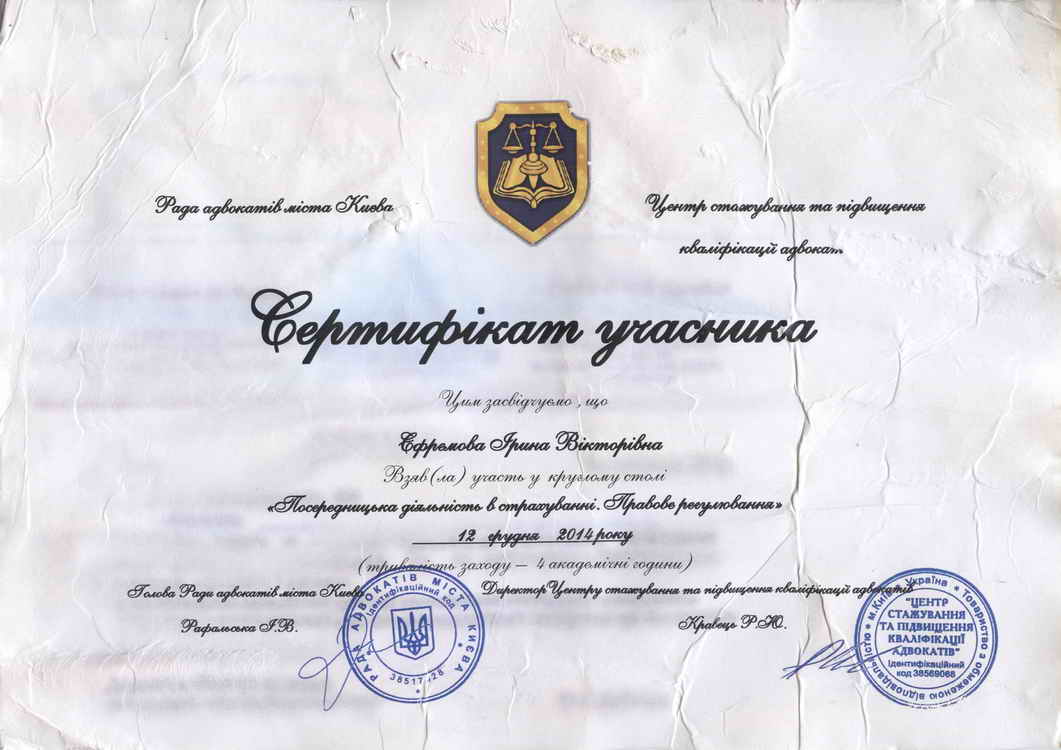 Рада адвокатів міста Києва
Центр стажування та підвищення
кваліфікації адвокат
Сертифікат учасника
Цим засвідчуємо, що
Єфремова Ірина Вікторівна
Взяв(ла) участь у круглому столі
«Посередницька діяльність в страхуванні. Правове регулювання»
12 грудня 2014 року
(тривалість заходу – 4 академічні години)
Голова Ради адвокатів міста Києва
Директор Центру стажування та підвищення кваліфікації адвокатів
Рафальська І.В.
Кравець Р.Ю.
РАДА АДВОКАТІВ МІСТА КИЄВА
Ідентифікаційний код
Україна * Товариство з обмеженою відповідальністю * м.Київ
"ЦЕНТР
СТАЖУВАННЯ
ТА ПІДВИЩЕННЯ
КВАЛІФІКАЦІЇ
АДВОКАТІВ"
Ідентифікаційний
код 38569068